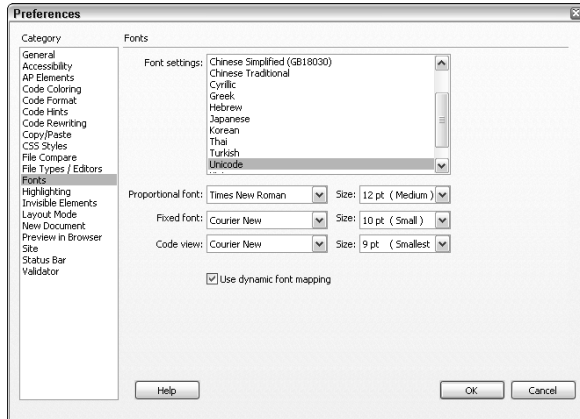 Preferences
Category
Fonts
General
Accessibility
AP Elements
Code Coloring
Code Format
Code Hints
Code Rewriting
Copy/Paste
CSS Styles
File Compare
File Types / Editors
Fonts
Highlighting
Invisible Elements
Layout Mode
New Document
Preview in Browser
Site
Status Bar
Validator
Font settings:
Chinese Simplified (GB18030)
Chinese Traditional
Cyrillic
Greek
Hebrew
Japanese
Korean
Thai
Turkish
Unicode
Proportional font: Times New Roman Size: 12 pt ( Medium )
Fixed font: Courier New Size: 10 pt ( Small )
Code view: Courier New Size: 9 pt ( Smallest
Use dynamic font mapping
Help OK Cancel